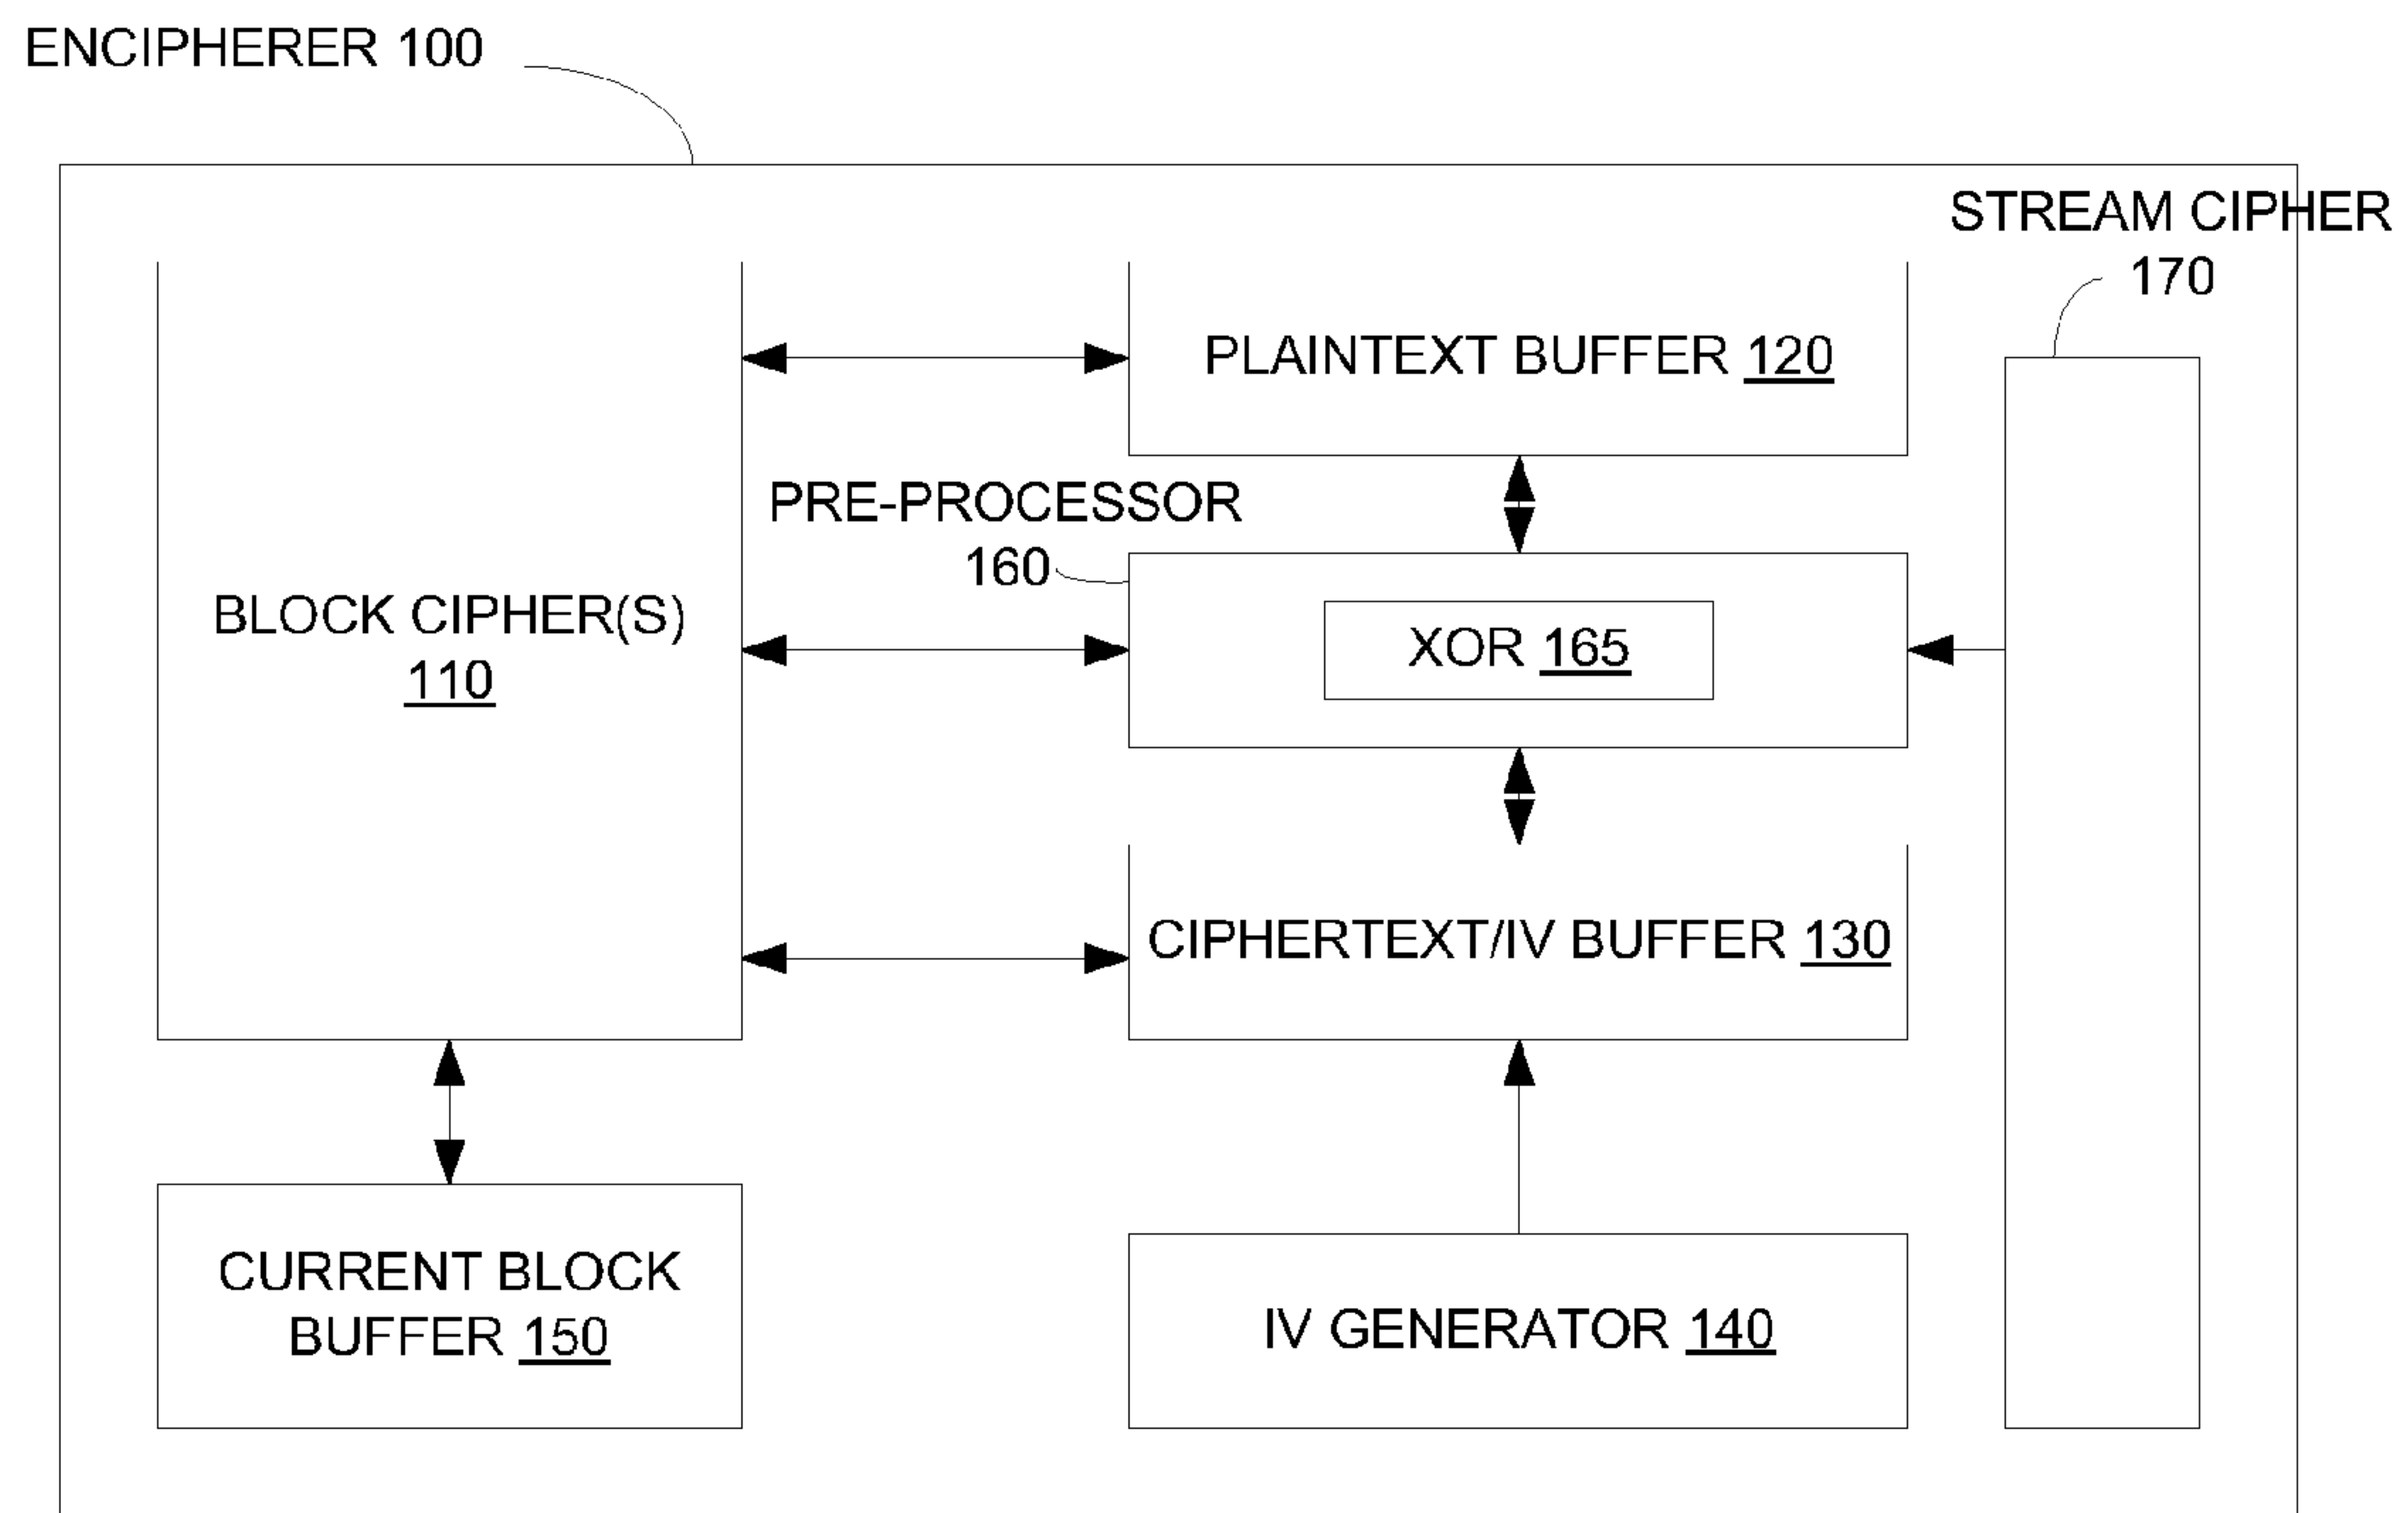 ENCIPHERER 100
STREAM CIPHER
170
PLAINTEXT BUFFER 120
PRE-PROCESSOR
160
BLOCK CIPHER(S)
110
XOR 165
CIPHERTEXT/IV BUFFER 130
CURRENT BLOCK
BUFFER 150
IV GENERATOR 140